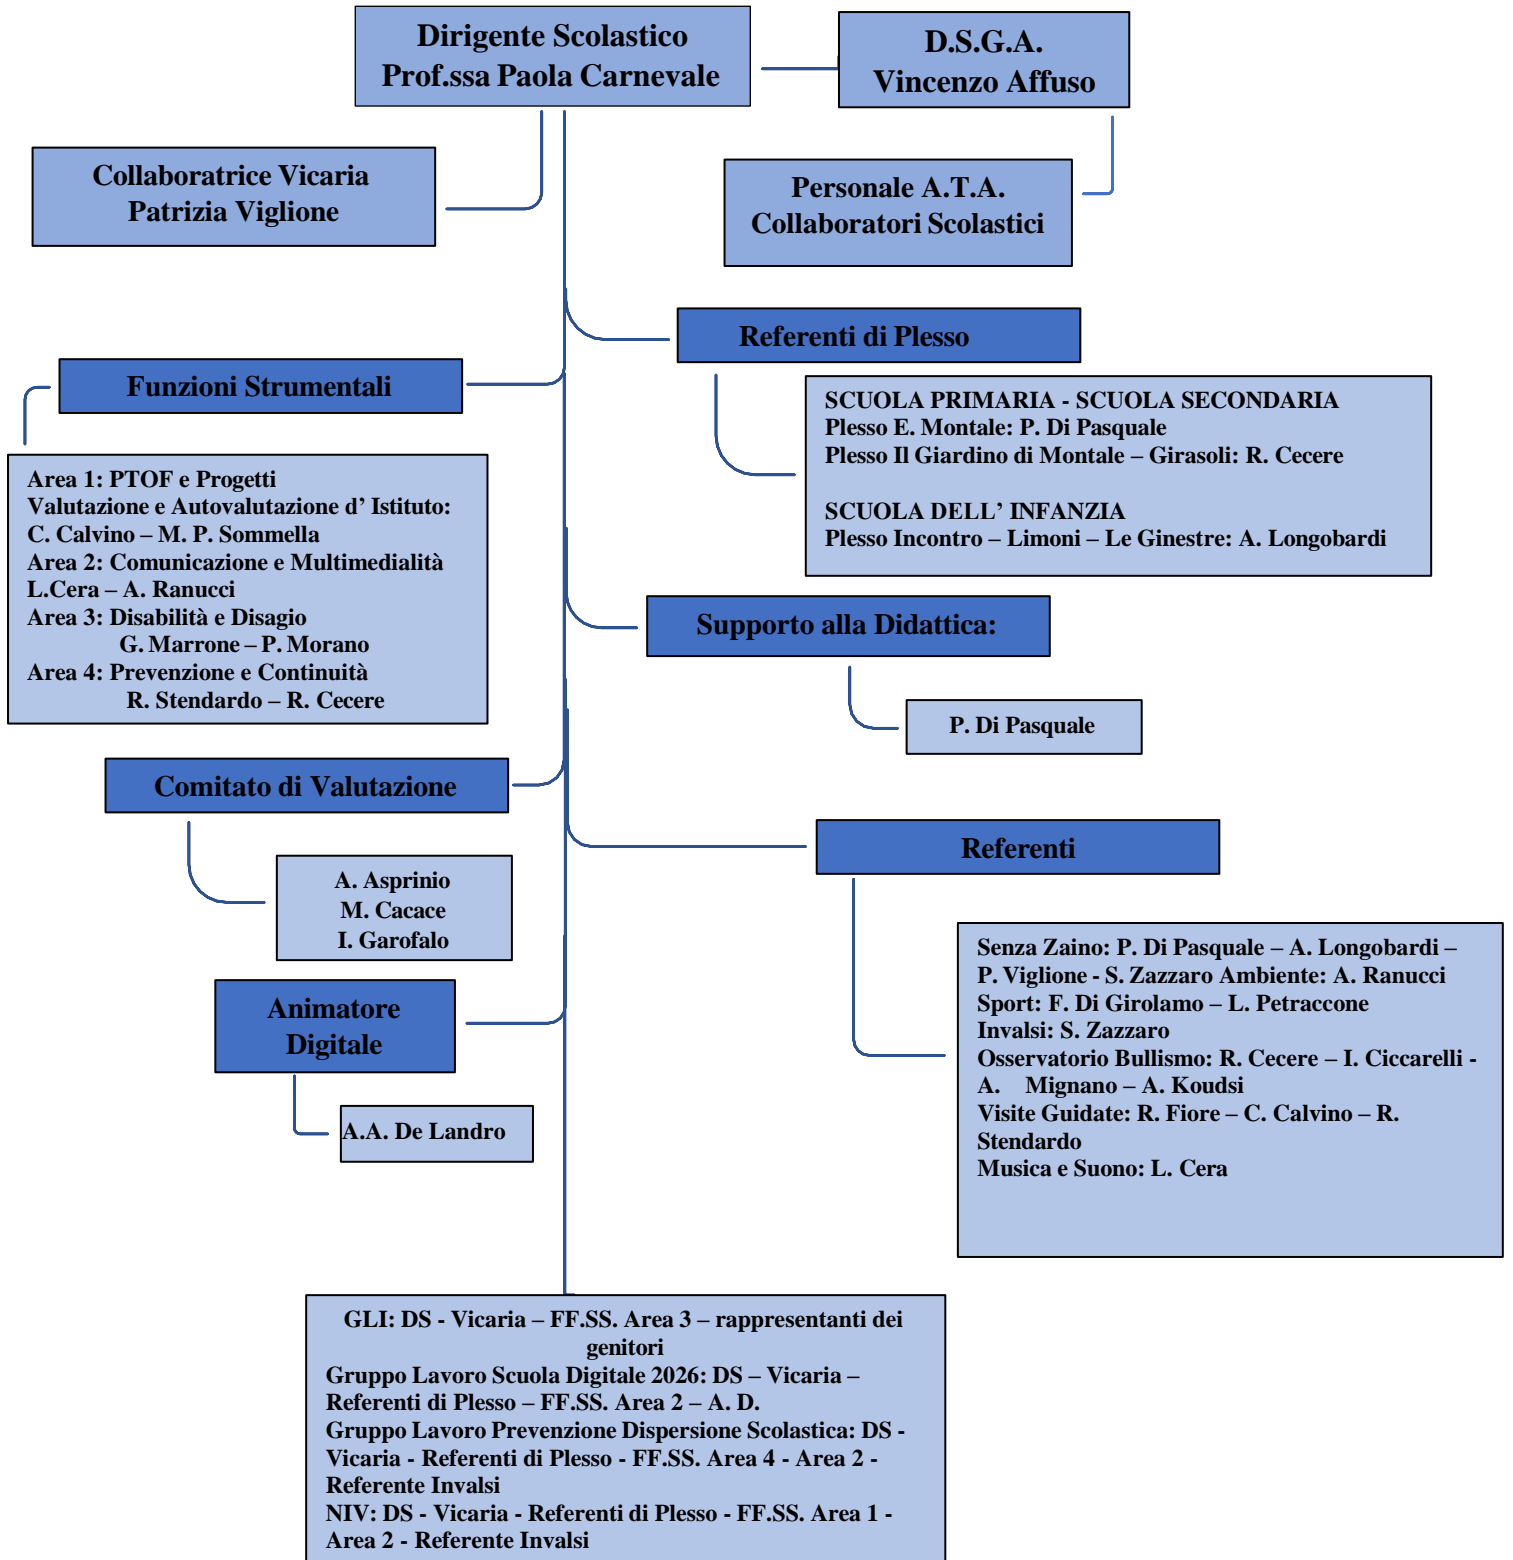 Dirigente Scolastico
Prof.ssa Paola Carnevale
D.S.G.A.
Vincenzo Affuso
Collaboratrice Vicaria
Patrizia Viglione
Personale A.T.A.
Collaboratori Scolastici
Referenti di Plesso
SCUOLA PRIMARIA - SCUOLA SECONDARIA
Plesso E. Montale: P. Di Pasquale
Plesso Il Giardino di Montale – Girasoli: R. Cecere
SCUOLA DELL’ INFANZIA
Plesso Incontro – Limoni – Le Ginestre: A. Longobardi
Funzioni Strumentali
Area 1: PTOF e Progetti
Valutazione e Autovalutazione d’ Istituto:
C. Calvino – M. P. Sommella
Area 2: Comunicazione e Multimedialità
L.Cera – A. Ranucci
Area 3: Disabilità e Disagio
G. Marrone – P. Morano
Area 4: Prevenzione e Continuità
R. Stendardo – R. Cecere
Supporto alla Didattica:
P. Di Pasquale
Comitato di Valutazione
A. Asprinio
M. Cacace
I. Garofalo
Referenti
Senza Zaino: P. Di Pasquale – A. Longobardi –
P. Viglione - S. Zazzaro Ambiente: A. Ranucci
Sport: F. Di Girolamo – L. Petraccone
Invalsi: S. Zazzaro
Osservatorio Bullismo: R. Cecere – I. Ciccarelli -
A. Mignano – A. Koudsi
Visite Guidate: R. Fiore – C. Calvino – R.
Stendardo
Musica e Suono: L. Cera
Animatore
Digitale
A.A. De Landro
GLI: DS - Vicaria – FF.SS. Area 3 – rappresentanti dei
genitori
Gruppo Lavoro Scuola Digitale 2026: DS – Vicaria –
Referenti di Plesso – FF.SS. Area 2 – A. D.
Gruppo Lavoro Prevenzione Dispersione Scolastica: DS -
Vicaria - Referenti di Plesso - FF.SS. Area 4 - Area 2 -
Referente Invalsi
NIV: DS - Vicaria - Referenti di Plesso - FF.SS. Area 1 -
Area 2 - Referente Invalsi